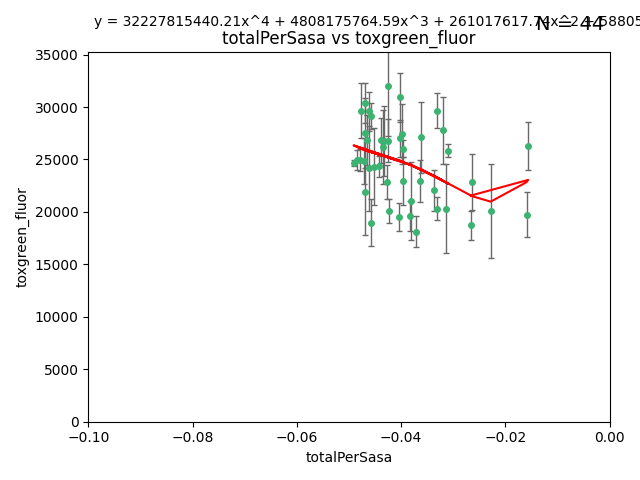 y = 32227815440.21x^4 + 4808175764.59x^3 + 261017617.74x^2 + 58805
N = 44
totalPerSasa vs toxgreen_fluor
35000
30000
25000
20000
15000
10000
5000
0
toxgreen_fluor
−0.10
−0.08
−0.06
−0.04
−0.02
0.00
totalPerSasa